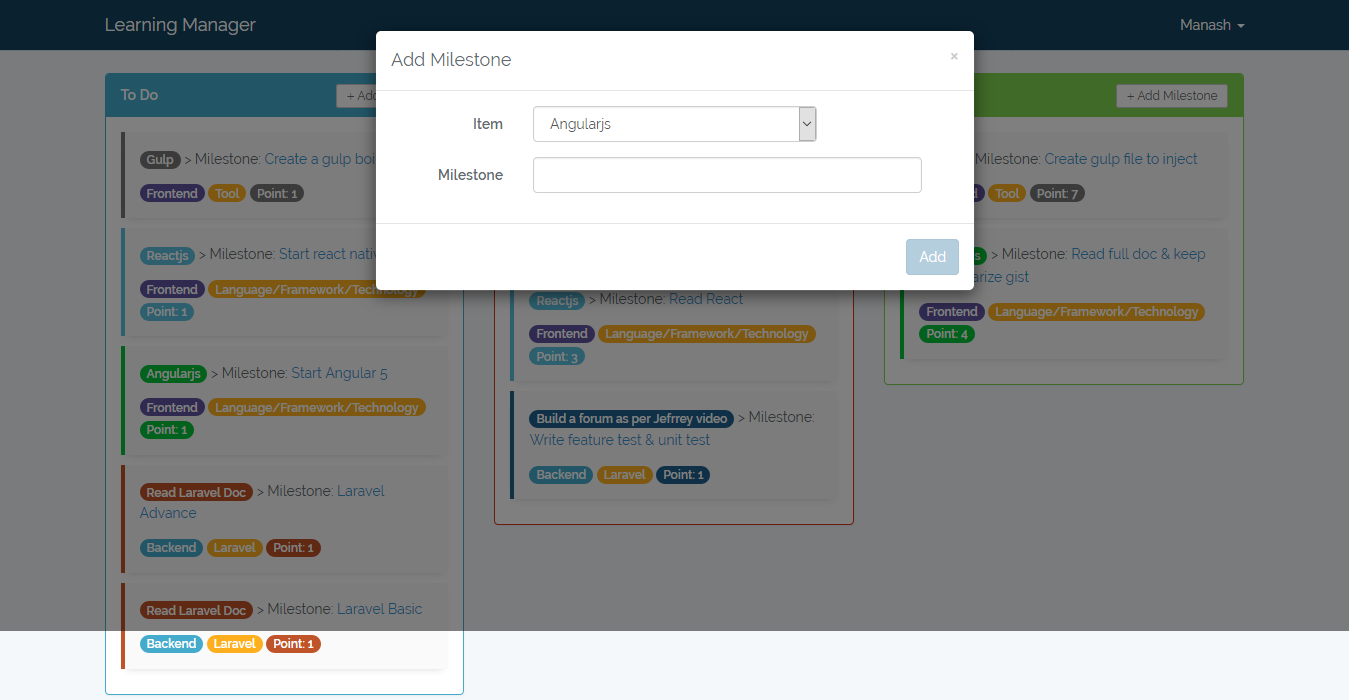 Learning Manager
Manash
Add Milestone
×
Item
Angularjs
Milestone
Add
To Do
+ Add
Gulp > Milestone: Create a gulp boi
Frontend Tool Point: 1
Reactjs > Milestone: Start react nativ
Frontend Language/Framework/Technology
Point: 1
Angularjs > Milestone: Start Angular 5
Frontend Language/Framework/Technology
Point: 1
Read Laravel Doc > Milestone: Laravel
Advance
Backend Laravel Point: 1
Read Laravel Doc > Milestone: Laravel Basic
Backend Laravel Point: 1
Reactjs > Milestone: Read React
Frontend Language/Framework/Technology
Point: 3
Build a forum as per Jefrrey video > Milestone:
Write feature test & unit test
Backend Laravel Point: 1
+ Add Milestone
Milestone: Create gulp file to inject
d Tool Point: 7
s > Milestone: Read full doc & keep
arize gist
Frontend Language/Framework/Technology
Point: 4